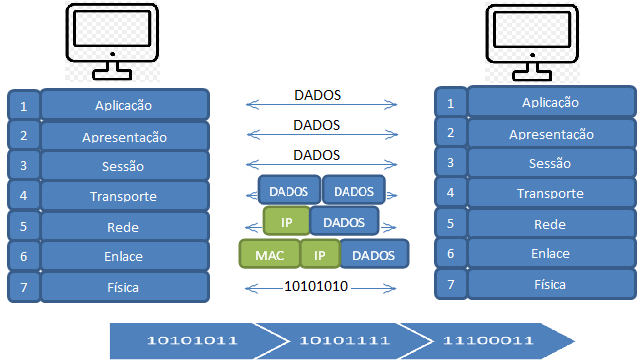 1 Aplicação DADOS 1 Aplicação
2 Apresentação DADOS 2 Apresentação
3 Sessão DADOS 3 Sessão
4 Transporte DADOS DADOS 4 Transporte
5 Rede IP DADOS 5 Rede
6 Enlace MAC IP DADOS 6 Enlace
7 Física 10101010 7 Física
10101011 10101111 11100011